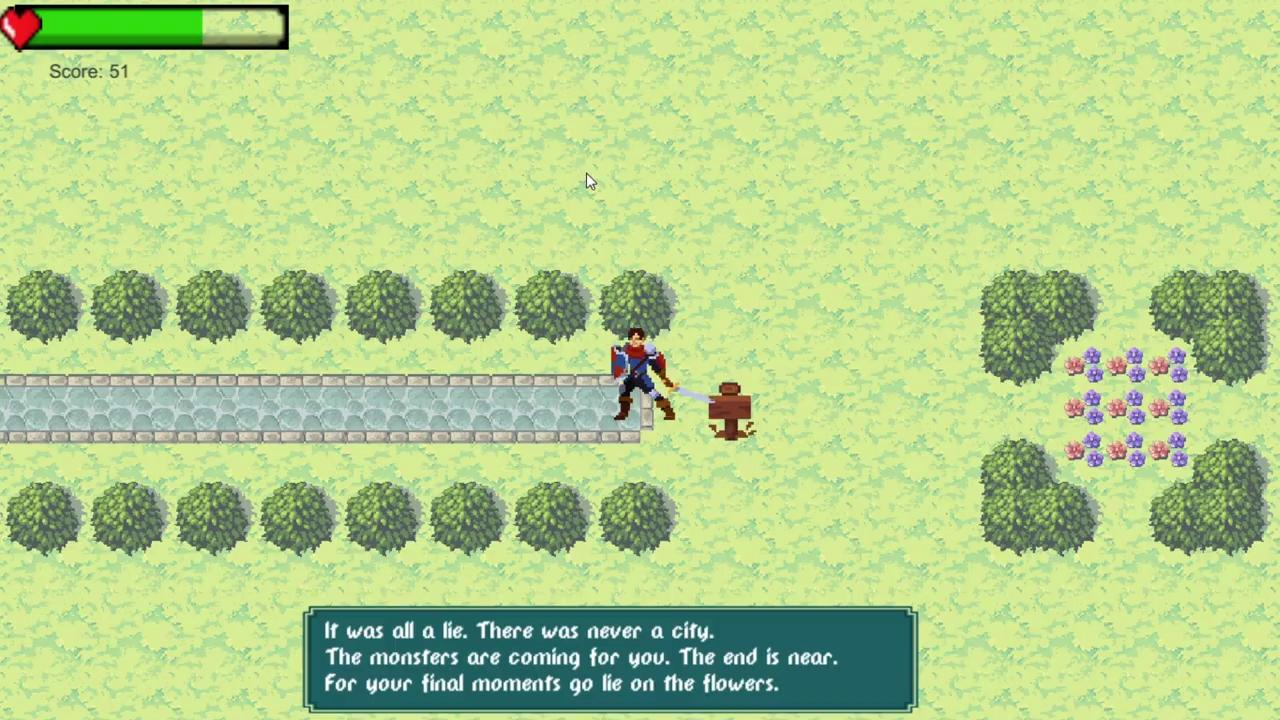 Score: 51
It was all a lie. There was never a city.
The monsters are coming for you. The end is near.
For your final moments go lie on the flowers.